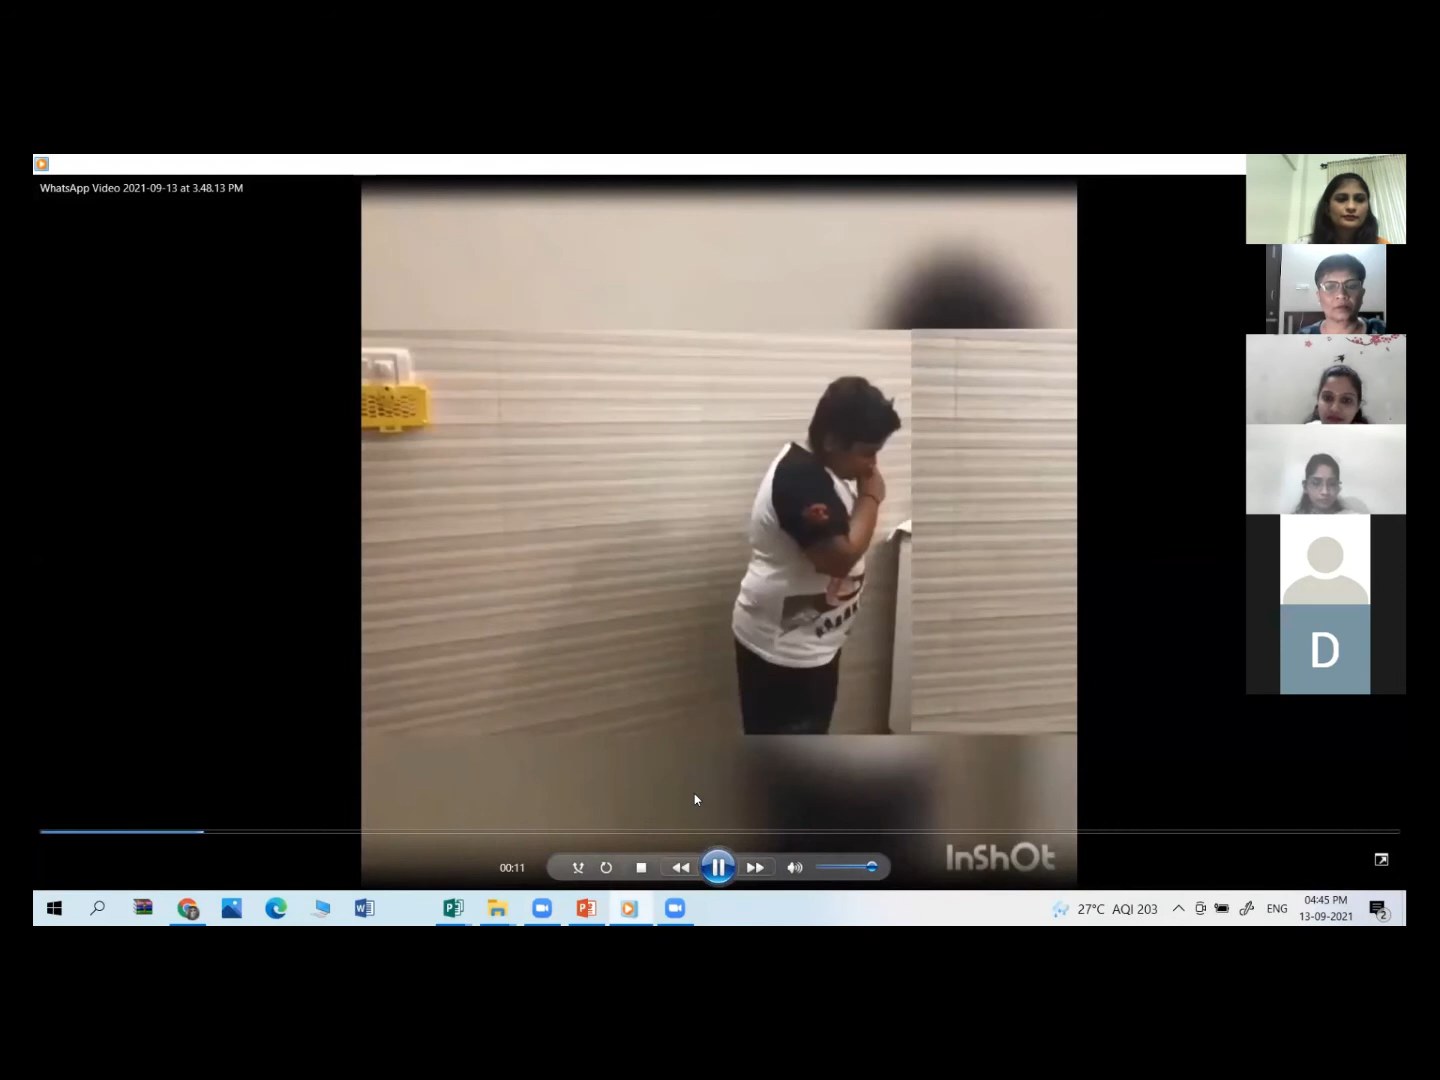 WhatsApp Video 2021-09-13 at 3.48.13 PM
D
00:11
InShOt
27°C AQI 203
ENG
04:45 PM
13-09-2021
2